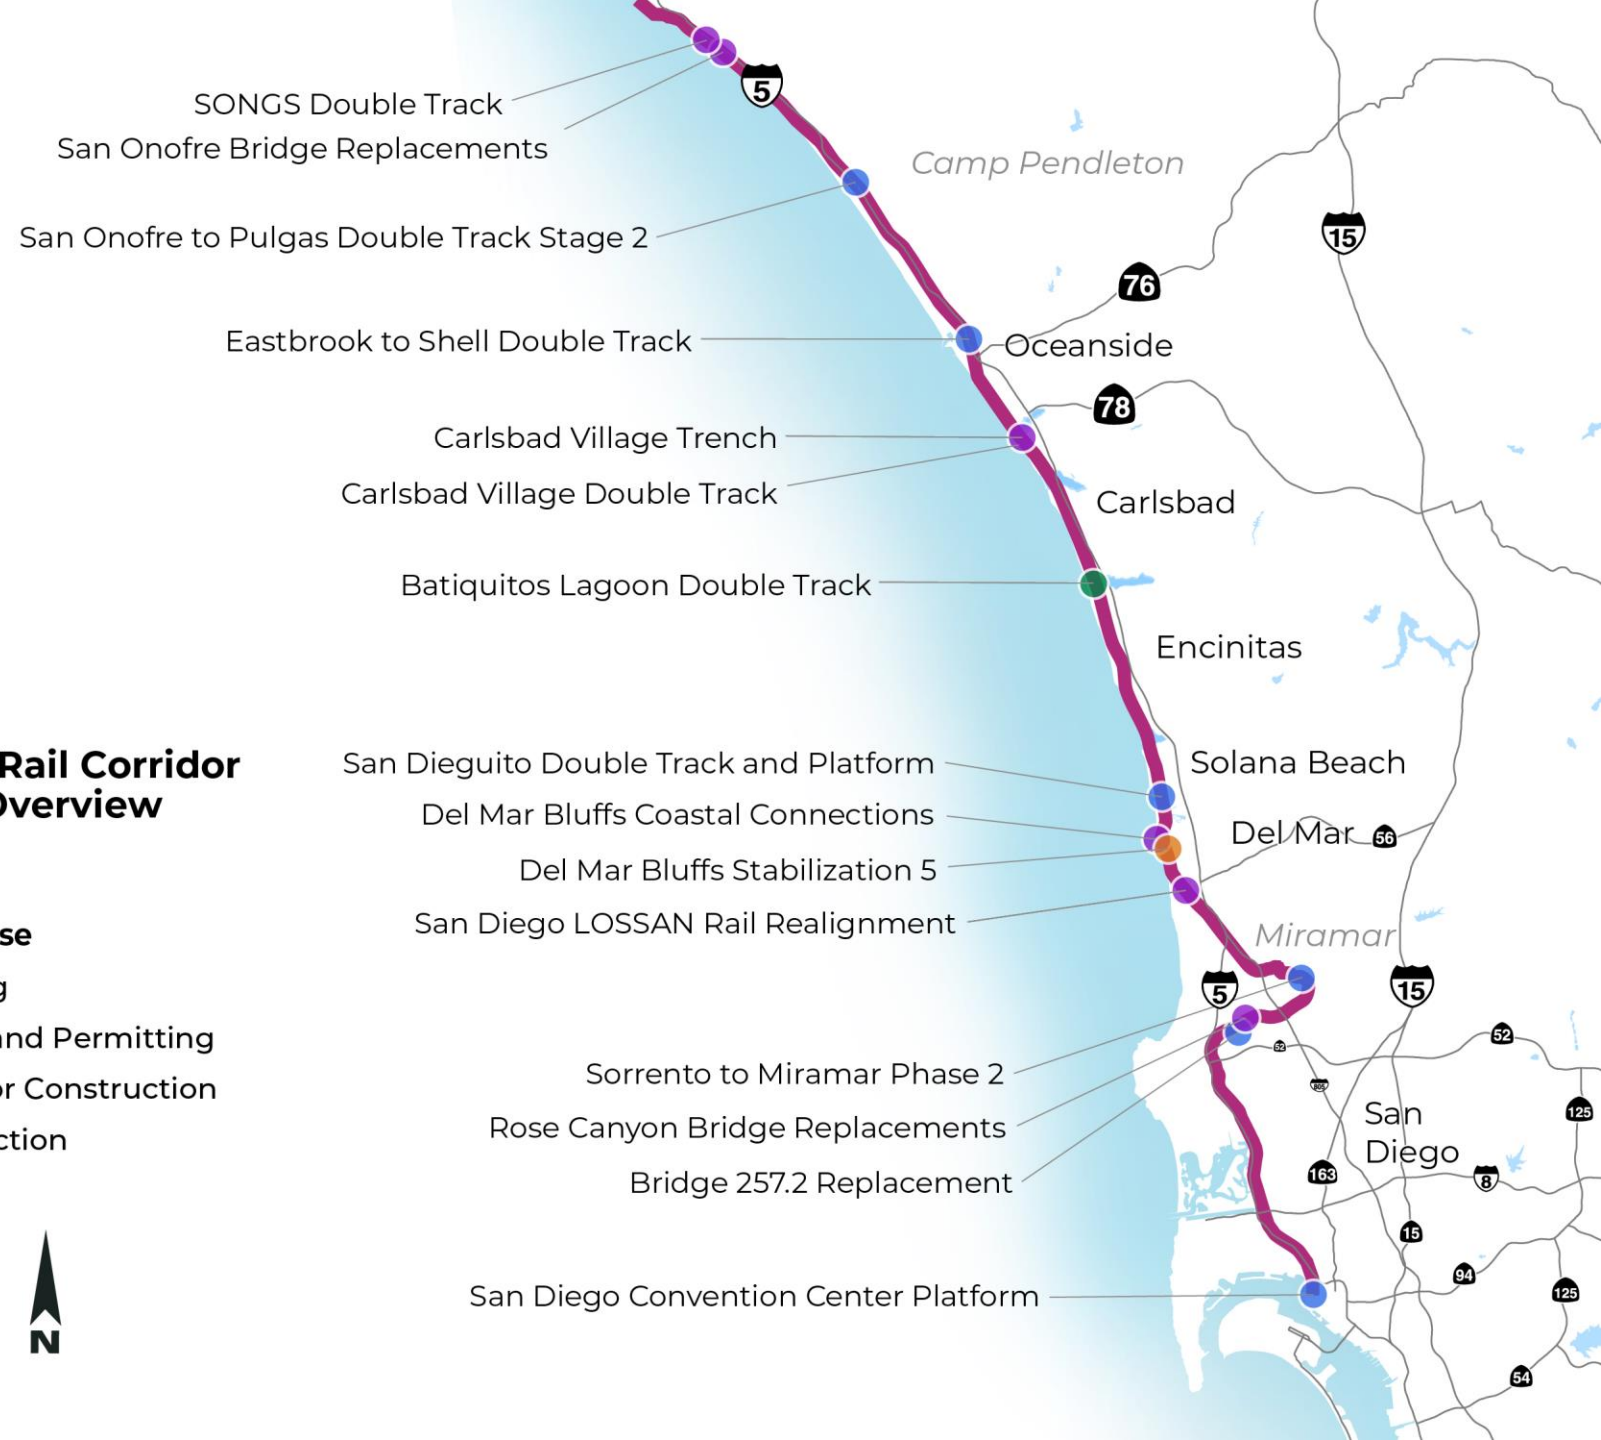 SONGS Double Track
5
San Onofre Bridge Replacements
Camp Pendleton
San Onofre to Pulgas Double Track Stage 2
15
76
Eastbrook to Shell Double Track
Oceanside
78
Carlsbad Village Trench
Carlsbad Village Double Track
Carlsbad
Batiquitos Lagoon Double Track
Encinitas
Rail Corridor
Overview
San Dieguito Double Track and Platform
Solana Beach
Del Mar Bluffs Coastal Connections
Del Mar
56
Del Mar Bluffs Stabilization 5
San Diego LOSSAN Rail Realignment
Miramar
se
g
5
15
and Permitting
52
52
Sorrento to Miramar Phase 2
805
or Construction
Rose Canyon Bridge Replacements
San
Diego
125
ction
Bridge 257.2 Replacement
163
8
15
San Diego Convention Center Platform
94
125
N
54